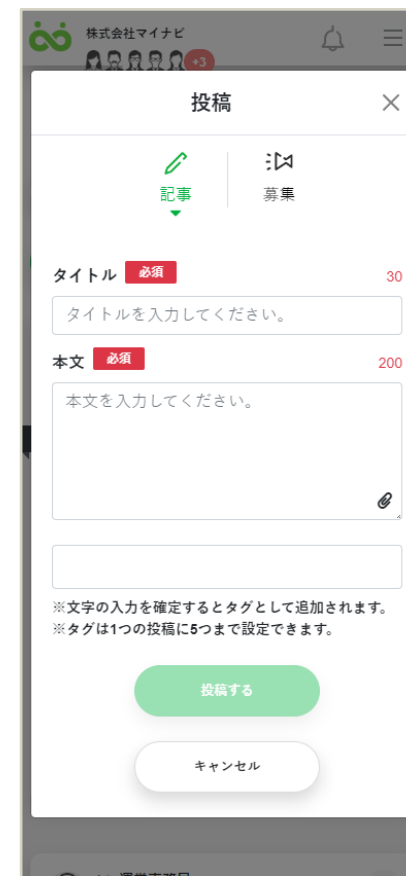 株式会社マイナビ
+3
投稿
記事
募集
タイトル 必須 30
タイトルを入力してください。
本文 必須 200
本文を入力してください。
※文字の入力を確定するとタグとして追加されます。
※タグは1つの投稿に5つまで設定できます。
投稿する
キャンセル
運営事務局